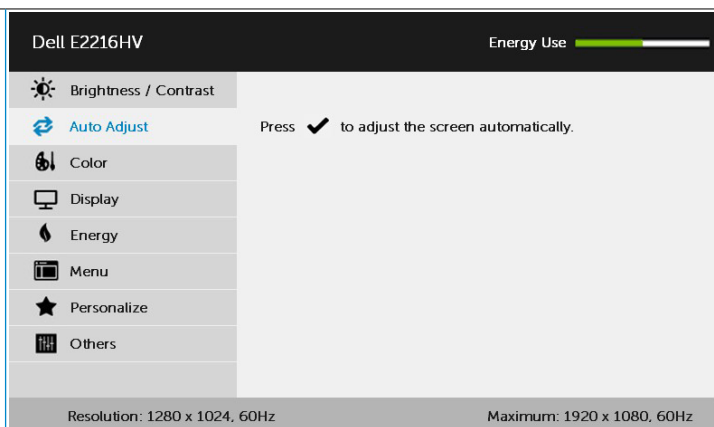 Dell E2216HV
Energy Use
Brightness / Contrast
Auto Adjust
Press ✔ to adjust the screen automatically.
Color
Display
Energy
Menu
Personalize
Others
Resolution: 1280 x 1024, 60Hz
Maximum: 1920 x 1080, 60Hz